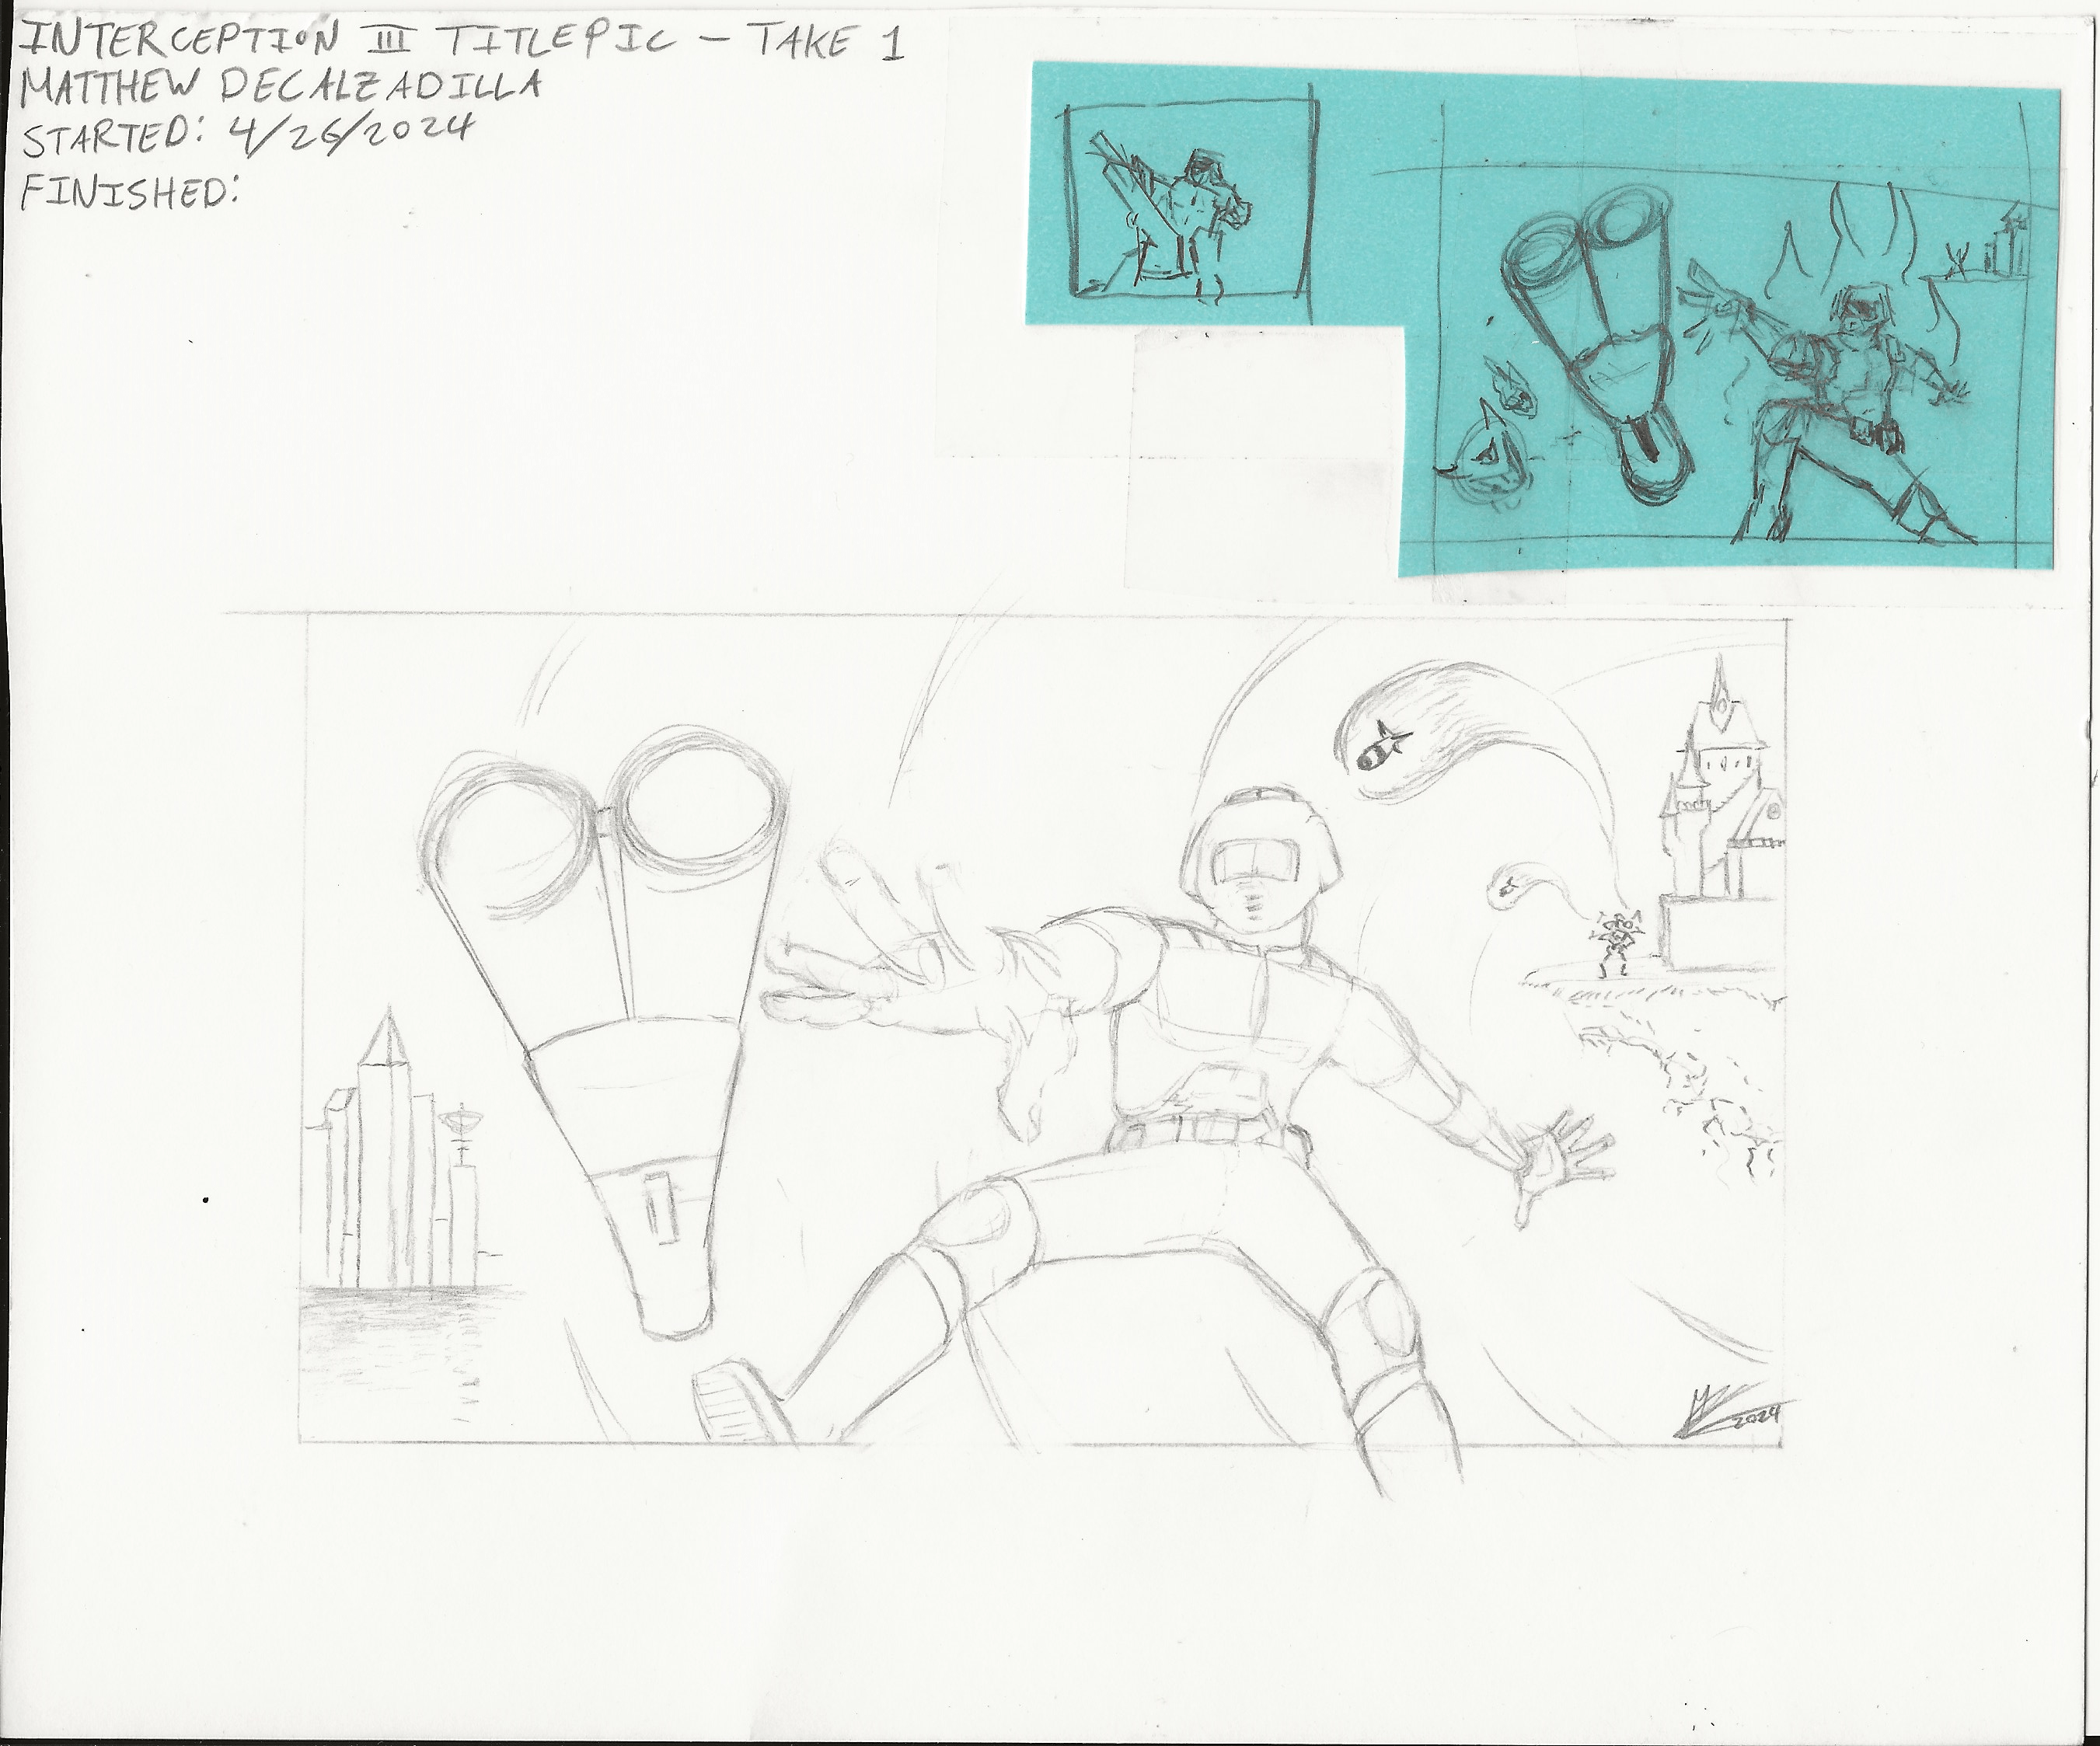 INTERCEPTION III TITLEPIC - TAKE 1
MATTHEW DECALZADILLA
STARTED: 4/26/2024
FINISHED:
2024